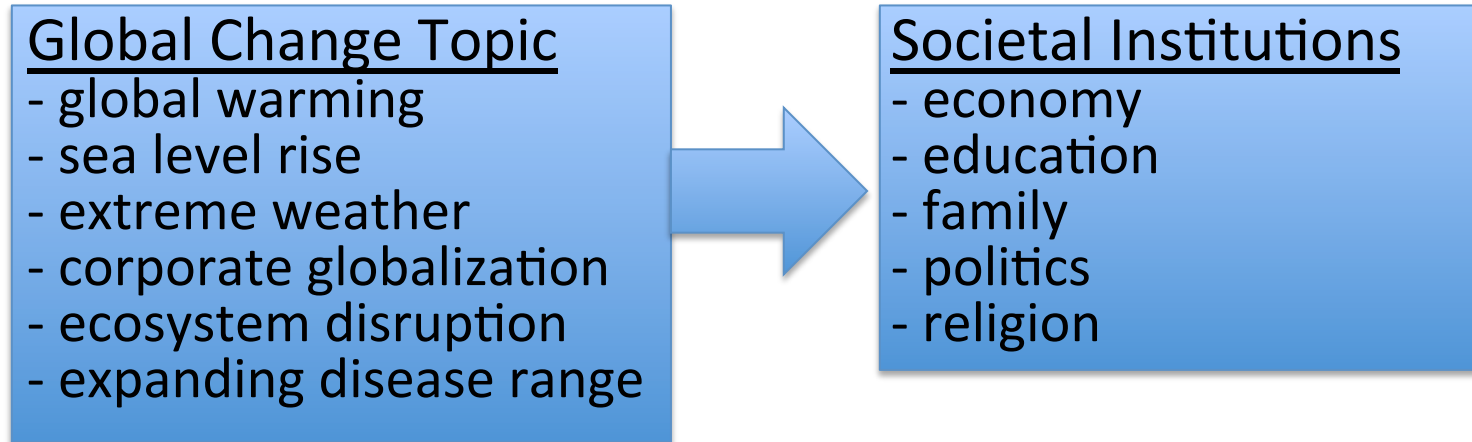 Global Change Topic
- global warming
- sea level rise
- extreme weather
- corporate globalization
- ecosystem disruption
- expanding disease range
Societal Institutions
- economy
- education
- family
- politics
- religion